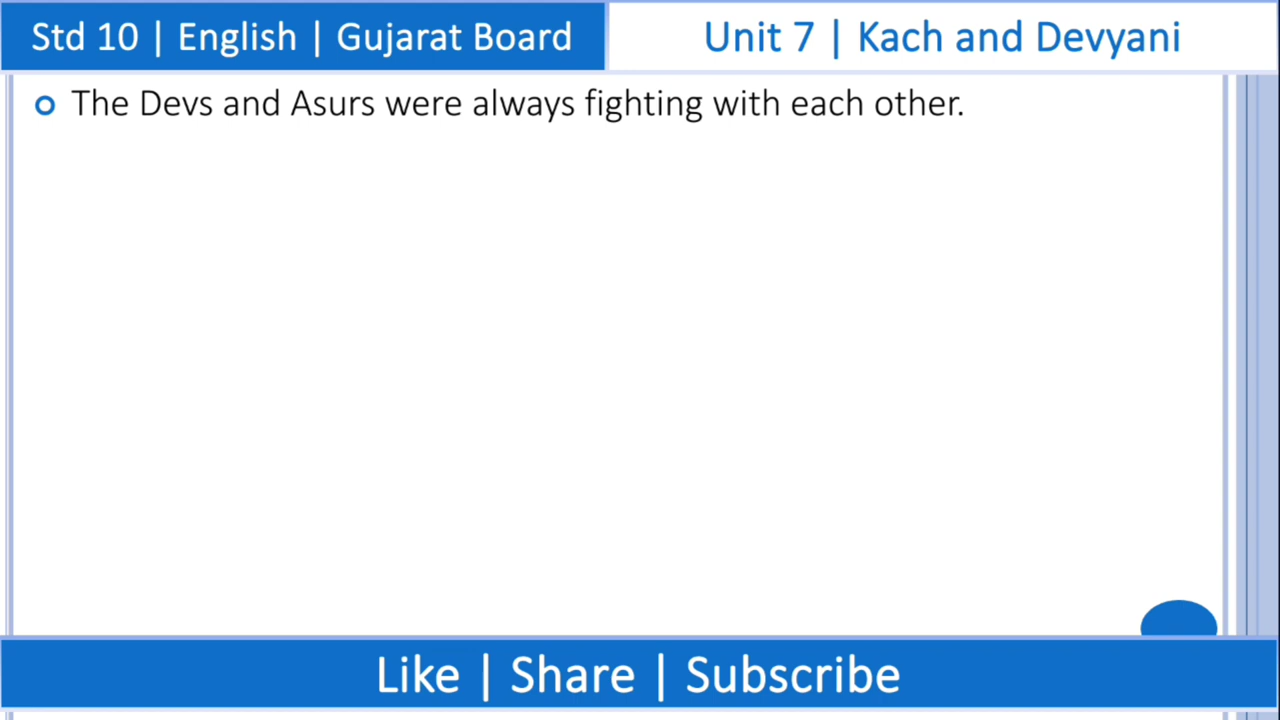 Std 10 | English | Gujarat Board
Unit 7 | Kach and Devyani
The Devs and Asurs were always fighting with each other.
Like | Share | Subscribe